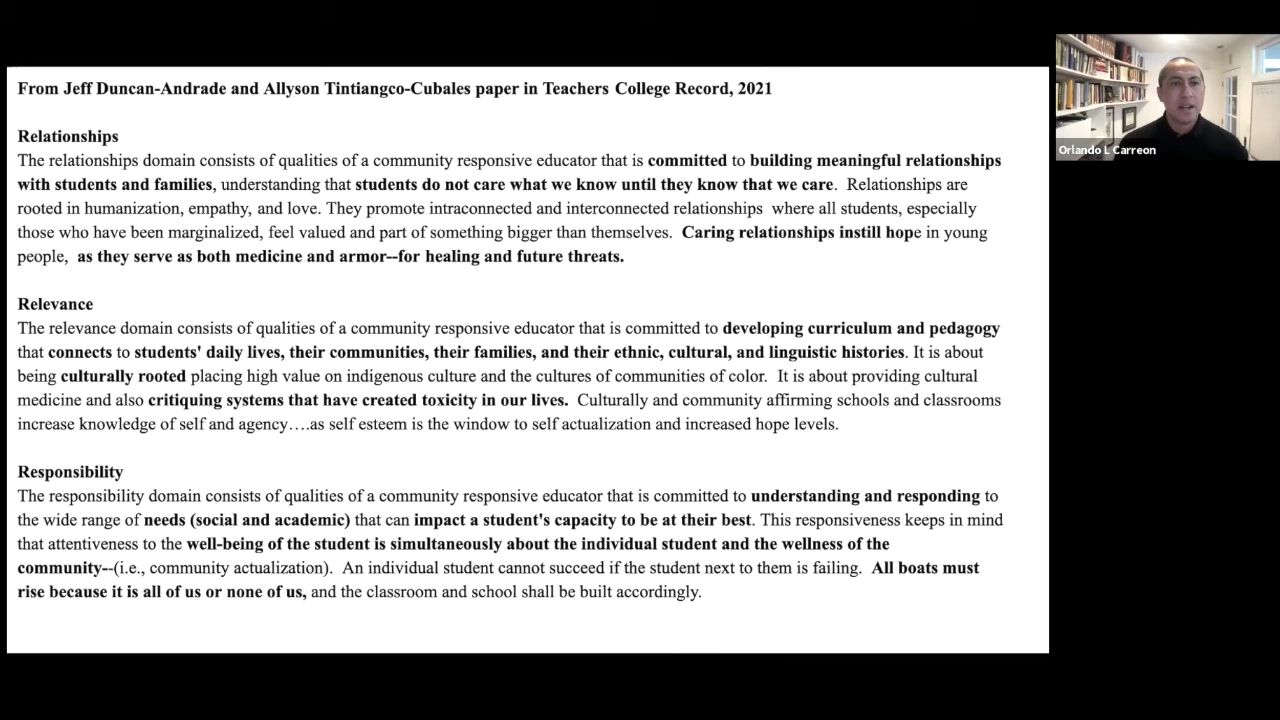 From Jeff Duncan-Andrade and Allyson Tintiangco-Cubales paper in Teachers College Record, 2021
Relationships
The relationships domain consists of qualities of a community responsive educator that is committed to building meaningful relationships
with students and families, understanding that students do not care what we know until they know that we care.  Relationships are
rooted in humanization, empathy, and love. They promote intraconnected and interconnected relationships  where all students, especially
those who have been marginalized, feel valued and part of something bigger than themselves.  Caring relationships instill hope in young
people,  as they serve as both medicine and armor--for healing and future threats.
Relevance
The relevance domain consists of qualities of a community responsive educator that is committed to developing curriculum and pedagogy
that connects to students' daily lives, their communities, their families, and their ethnic, cultural, and linguistic histories. It is about
being culturally rooted placing high value on indigenous culture and the cultures of communities of color.  It is about providing cultural
medicine and also critiquing systems that have created toxicity in our lives.  Culturally and community affirming schools and classrooms
increase knowledge of self and agency….as self esteem is the window to self actualization and increased hope levels.
Responsibility
The responsibility domain consists of qualities of a community responsive educator that is committed to understanding and responding to
the wide range of needs (social and academic) that can impact a student's capacity to be at their best. This responsiveness keeps in mind
that attentiveness to the well-being of the student is simultaneously about the individual student and the wellness of the
community--(i.e., community actualization).  An individual student cannot succeed if the student next to them is failing.  All boats must
rise because it is all of us or none of us, and the classroom and school shall be built accordingly.
Orlando L Carreon